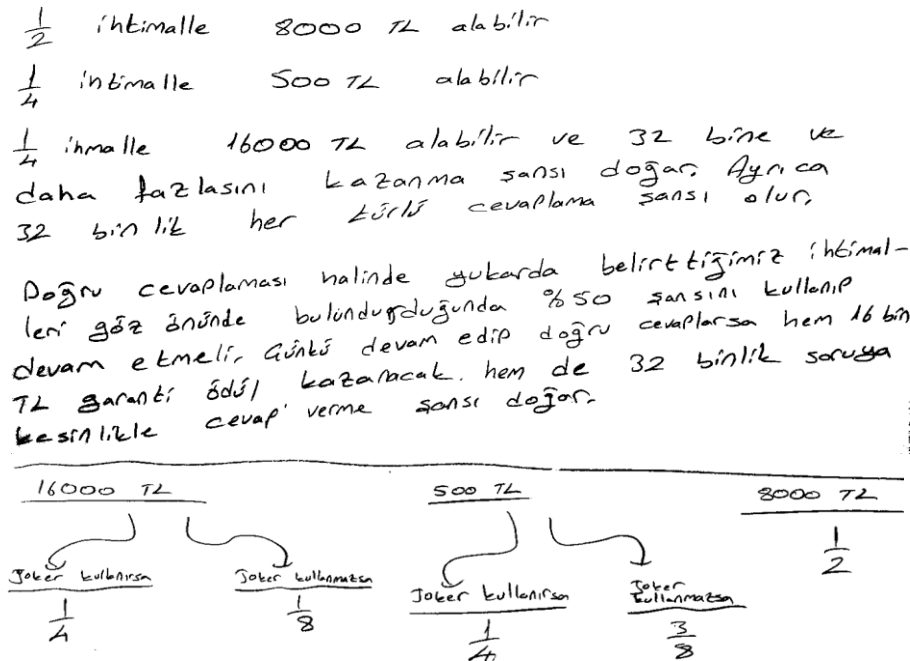 1/2 ihtimalle 8000 TL alabilir
1/4 ihtimalle 500 TL alabilir
1/4 ihmalle 16000 TL alabilir ve 32 bine ve
daha fazlasını kazanma şansı doğar. Ayrıca
32 bin lik her türlü cevaplama şansı olur.
Doğru cevaplaması halinde yukarda belirttiğimiz ihtimal-
leri göz önünde bulundurduğunda %50 şansını kullanıp
devam etmeli. Çünkü devam edip doğru cevaplarsa hem 16 bin
TL garanti ödül kazanacak. hem de 32 binlik soruya
kesinlikle cevap verme şansı doğar.
16000 TL 500 TL 8000 TL
Joker kullanırsa Joker kullanmazsa Joker kullanırsa Joker kullanmazsa
1/4 1/8 1/4 3/8 1/2